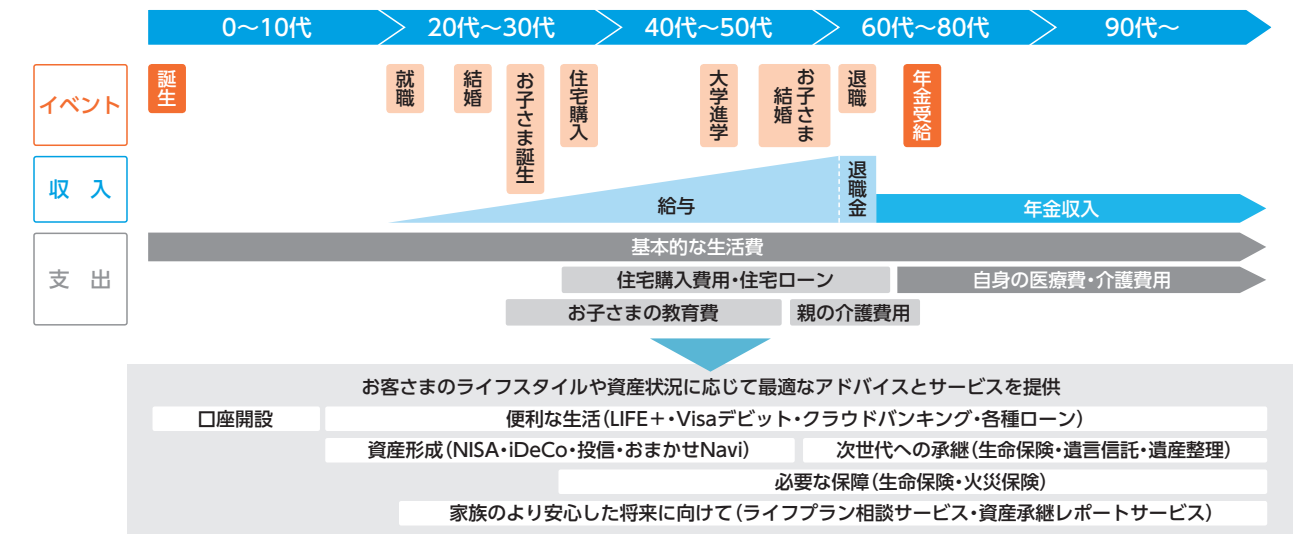 0〜10代
20代〜30代
40代〜50代
60代〜80代
90代〜
イベント
誕生
就職
結婚
お子さま誕生
住宅購入
大学進学
お子さま
結婚
退職
年金受給
収 入
給与
退職金
年金収入
支 出
基本的な生活費
住宅購入費用・住宅ローン
自身の医療費・介護費用
お子さまの教育費
親の介護費用
お客さまのライフスタイルや資産状況に応じて最適なアドバイスとサービスを提供
口座開設
便利な生活(LIFE+・Visaデビット・クラウドバンキング・各種ローン)
資産形成(NISA・iDeCo・投信・おまかせNavi)
次世代への承継(生命保険・遺言信託・遺産整理)
必要な保障(生命保険・火災保険)
家族のより安心した将来に向けて(ライフプラン相談サービス・資産承継レポートサービス)